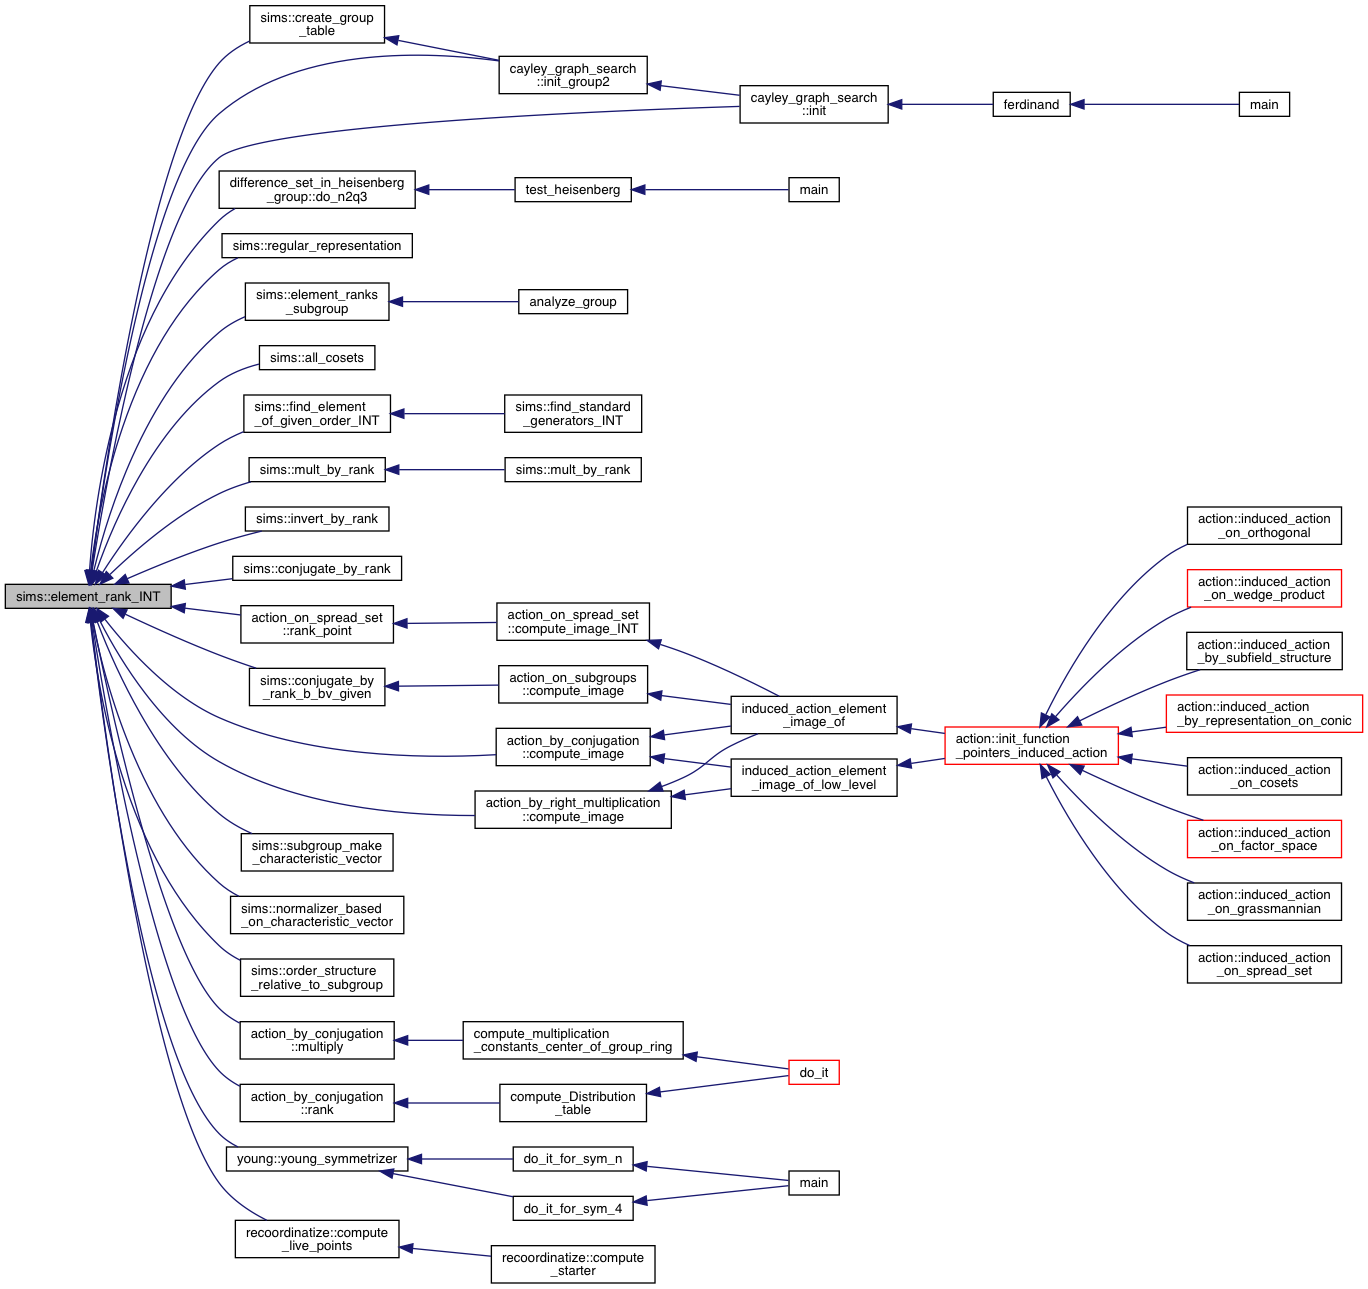 sims::create_group
_table
cayley_graph_search
::init_group2
cayley_graph_search
::init
ferdinand
main
difference_set_in_heisenberg
_group::do_n2q3
test_heisenberg
main
sims::regular_representation
sims::element_ranks
_subgroup
analyze_group
sims::all_cosets
sims::find_element
_of_given_order_INT
sims::find_standard
_generators_INT
sims::mult_by_rank
sims::mult_by_rank
sims::invert_by_rank
sims::conjugate_by_rank
sims::element_rank_INT
action_on_spread_set
::rank_point
action_on_spread_set
::compute_image_INT
sims::conjugate_by
_rank_b_bv_given
action_on_subgroups
::compute_image
action_by_conjugation
::compute_image
action_by_right_multiplication
::compute_image
induced_action_element
_image_of
induced_action_element
_image_of_low_level
action::init_function
_pointers_induced_action
action::induced_action
_on_orthogonal
action::induced_action
_on_wedge_product
action::induced_action
_by_subfield_structure
action::induced_action
_by_representation_on_conic
action::induced_action
_on_cosets
action::induced_action
_on_factor_space
action::induced_action
_on_grassmannian
action::induced_action
_on_spread_set
sims::subgroup_make
_characteristic_vector
sims::normalizer_based
_on_characteristic_vector
sims::order_structure
_relative_to_subgroup
action_by_conjugation
::multiply
compute_multiplication
_constants_center_of_group_ring
do_it
action_by_conjugation
::rank
compute_Distribution
_table
young::young_symmetrizer
do_it_for_sym_n
main
do_it_for_sym_4
recoordinatize::compute
_live_points
recoordinatize::compute
_starter